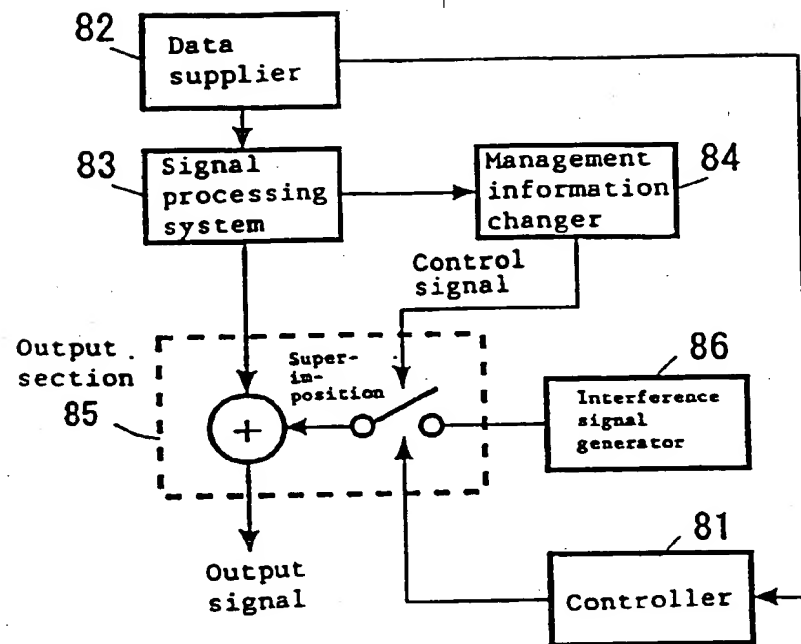 82
Data
supplier
83
Signal
processing
system
Management
information
changer
84
Control
signal
Output
section
85
Super-
im-
position
+
86
Interference
signal
generator
81
Controller
Output
signal